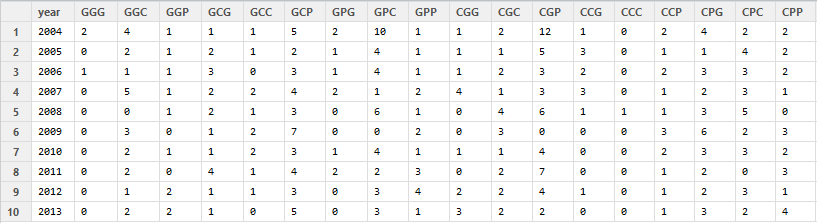 year GGG GGC GGP GCG GCC GCP GPG GPC GPP CGG CGC CGP CCG CCC CCP CPG CPC CPP
1 2004 2 4 1 1 1 5 2 10 1 1 2 12 1 0 2 4 2 2
2 2005 0 2 1 2 1 2 1 4 1 1 1 5 3 0 1 1 4 2
3 2006 1 1 1 3 0 3 1 4 1 1 2 3 2 0 2 3 3 2
4 2007 0 5 1 2 2 4 2 1 2 4 1 3 3 0 1 2 3 1
5 2008 0 0 1 2 1 3 0 6 1 0 4 6 1 1 1 3 5 0
6 2009 0 3 0 1 2 7 0 0 2 0 3 0 0 0 3 6 2 3
7 2010 0 2 1 1 2 3 1 4 1 1 1 4 0 0 2 3 3 2
8 2011 0 2 0 4 1 4 2 2 3 0 2 7 0 0 1 2 0 3
9 2012 0 1 2 1 1 3 0 3 4 2 2 4 1 0 1 2 3 1
10 2013 0 2 2 1 0 5 0 3 1 3 2 2 0 0 1 3 2 4